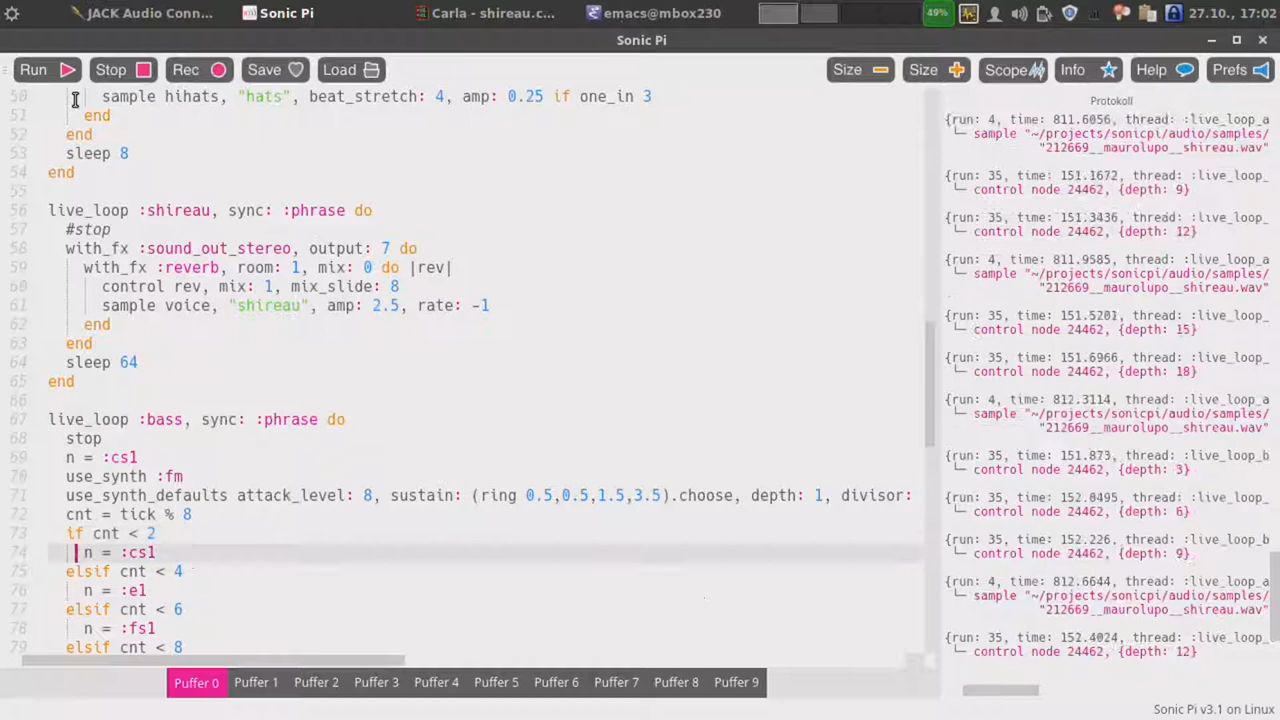 JACK Audio Conn...
Sonic Pi
Carla - shireau.c...
emacs@mbox230
49%
27.10., 17:02
Sonic Pi
Run
Stop
Rec
Save
Load
Size
Size
Scope
Info
Help
Prefs
50 sample hihats, "hats", beat_stretch: 4, amp: 0.25 if one_in 3
51 end
52 end
53 sleep 8
54 end
55
56 live_loop :shireau, sync: :phrase do
57 #stop
58 with_fx :sound_out_stereo, output: 7 do
59 with_fx :reverb, room: 1, mix: 0 do |rev|
60 control rev, mix: 1, mix_slide: 8
61 sample voice, "shireau", amp: 2.5, rate: -1
62 end
63 end
64 sleep 64
65 end
66
67 live_loop :bass, sync: :phrase do
68 stop
69 n = :cs1
70 use_synth :fm
71 use_synth_defaults attack_level: 8, sustain: (ring 0.5,0.5,1.5,3.5).choose, depth: 1, divisor:
72 cnt = tick % 8
73 if cnt < 2
74 n = :cs1
75 elsif cnt < 4
76 n = :e1
77 elsif cnt < 6
78 n = :fs1
79 elsif cnt < 8
Protokoll
{run: 4, time: 811.6056, thread: :live_loop_a
└─ sample "~/projects/sonicpi/audio/samples/
"212669__maurolupo__shireau.wav"
{run: 35, time: 151.1672, thread: :live_loop_
└─ control node 24462, {depth: 9}
{run: 35, time: 151.3436, thread: :live_loop_
└─ control node 24462, {depth: 12}
{run: 4, time: 811.9585, thread: :live_loop_a
└─ sample "~/projects/sonicpi/audio/samples/
"212669__maurolupo__shireau.wav"
{run: 35, time: 151.5201, thread: :live_loop_
└─ control node 24462, {depth: 15}
{run: 35, time: 151.6966, thread: :live_loop_
└─ control node 24462, {depth: 18}
{run: 4, time: 812.3114, thread: :live_loop_a
└─ sample "~/projects/sonicpi/audio/samples/
"212669__maurolupo__shireau.wav"
{run: 35, time: 151.873, thread: :live_loop_b
└─ control node 24462, {depth: 3}
{run: 35, time: 152.0495, thread: :live_loop_
└─ control node 24462, {depth: 6}
{run: 35, time: 152.226, thread: :live_loop_b
└─ control node 24462, {depth: 9}
{run: 4, time: 812.6644, thread: :live_loop_a
└─ sample "~/projects/sonicpi/audio/samples/
"212669__maurolupo__shireau.wav"
{run: 35, time: 152.4024, thread: :live_loop_
└─ control node 24462, {depth: 12}
Puffer 0
Puffer 1
Puffer 2
Puffer 3
Puffer 4
Puffer 5
Puffer 6
Puffer 7
Puffer 8
Puffer 9
Sonic Pi v3.1 on Linux